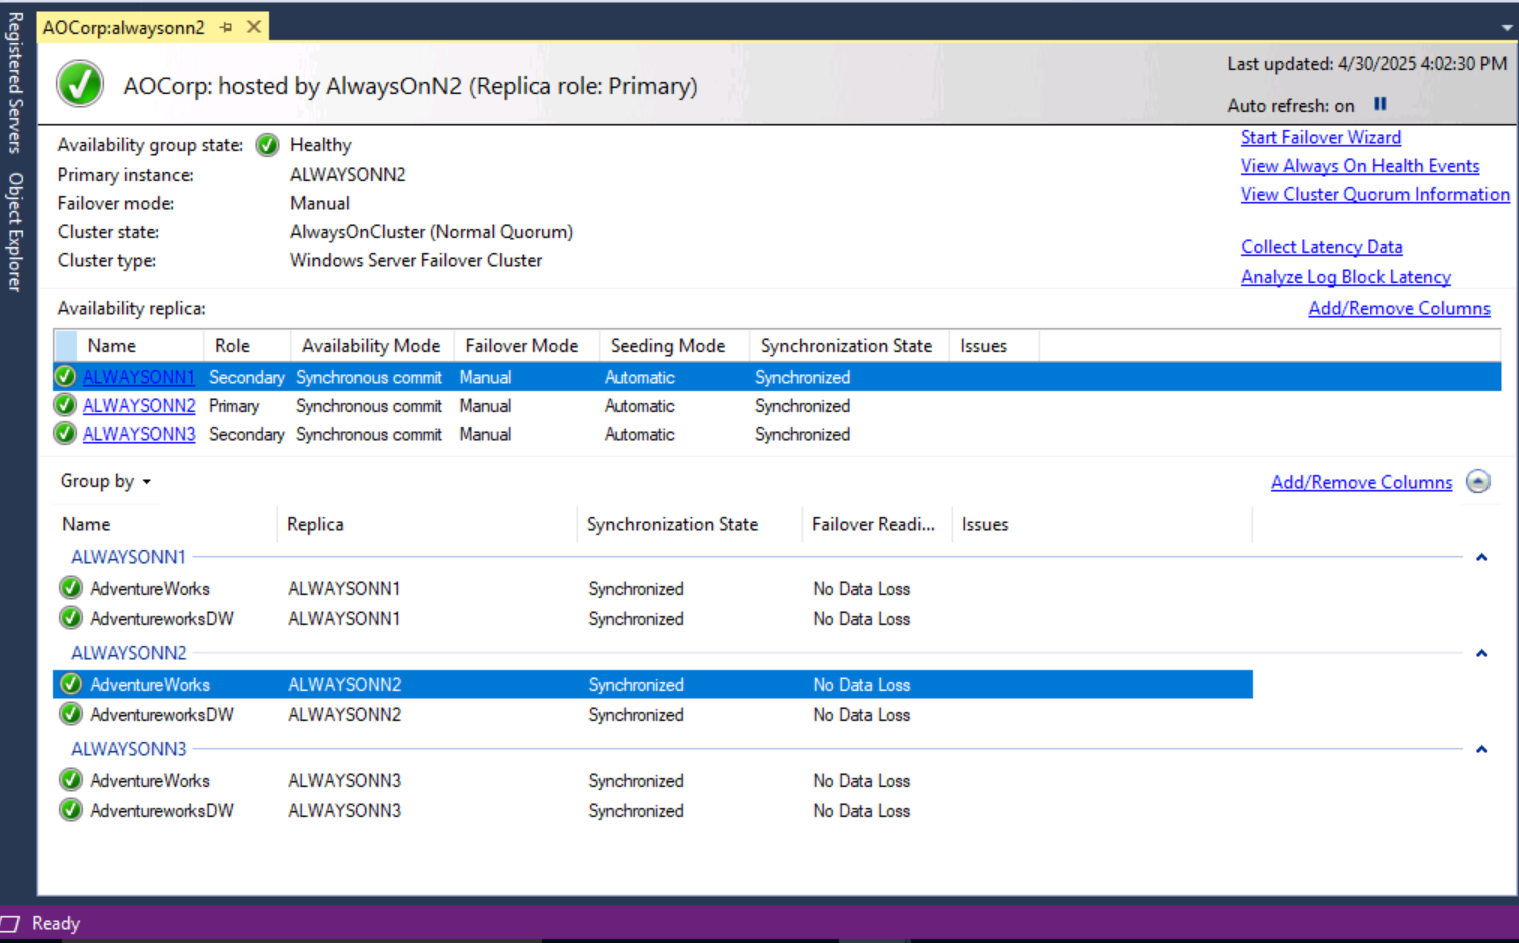 AOCorp:alwaysonn2
Registered Servers
Object Explorer
AOCorp: hosted by AlwaysOnN2 (Replica role: Primary)
Last updated: 4/30/2025 4:02:30 PM
Auto refresh: on
Availability group state: Healthy
Primary instance: ALWAYSONN2
Failover mode: Manual
Cluster state: AlwaysOnCluster (Normal Quorum)
Cluster type: Windows Server Failover Cluster
Start Failover Wizard
View Always On Health Events
View Cluster Quorum Information
Collect Latency Data
Analyze Log Block Latency
Availability replica:
Add/Remove Columns
Name Role Availability Mode Failover Mode Seeding Mode Synchronization State Issues
ALWAYSONN1 Secondary Synchronous commit Manual Automatic Synchronized
ALWAYSONN2 Primary Synchronous commit Manual Automatic Synchronized
ALWAYSONN3 Secondary Synchronous commit Manual Automatic Synchronized
Group by
Add/Remove Columns
Name Replica Synchronization State Failover Readi... Issues
ALWAYSONN1
AdventureWorks ALWAYSONN1 Synchronized No Data Loss
AdventureworksDW ALWAYSONN1 Synchronized No Data Loss
ALWAYSONN2
AdventureWorks ALWAYSONN2 Synchronized No Data Loss
AdventureworksDW ALWAYSONN2 Synchronized No Data Loss
ALWAYSONN3
AdventureWorks ALWAYSONN3 Synchronized No Data Loss
AdventureworksDW ALWAYSONN3 Synchronized No Data Loss
Ready